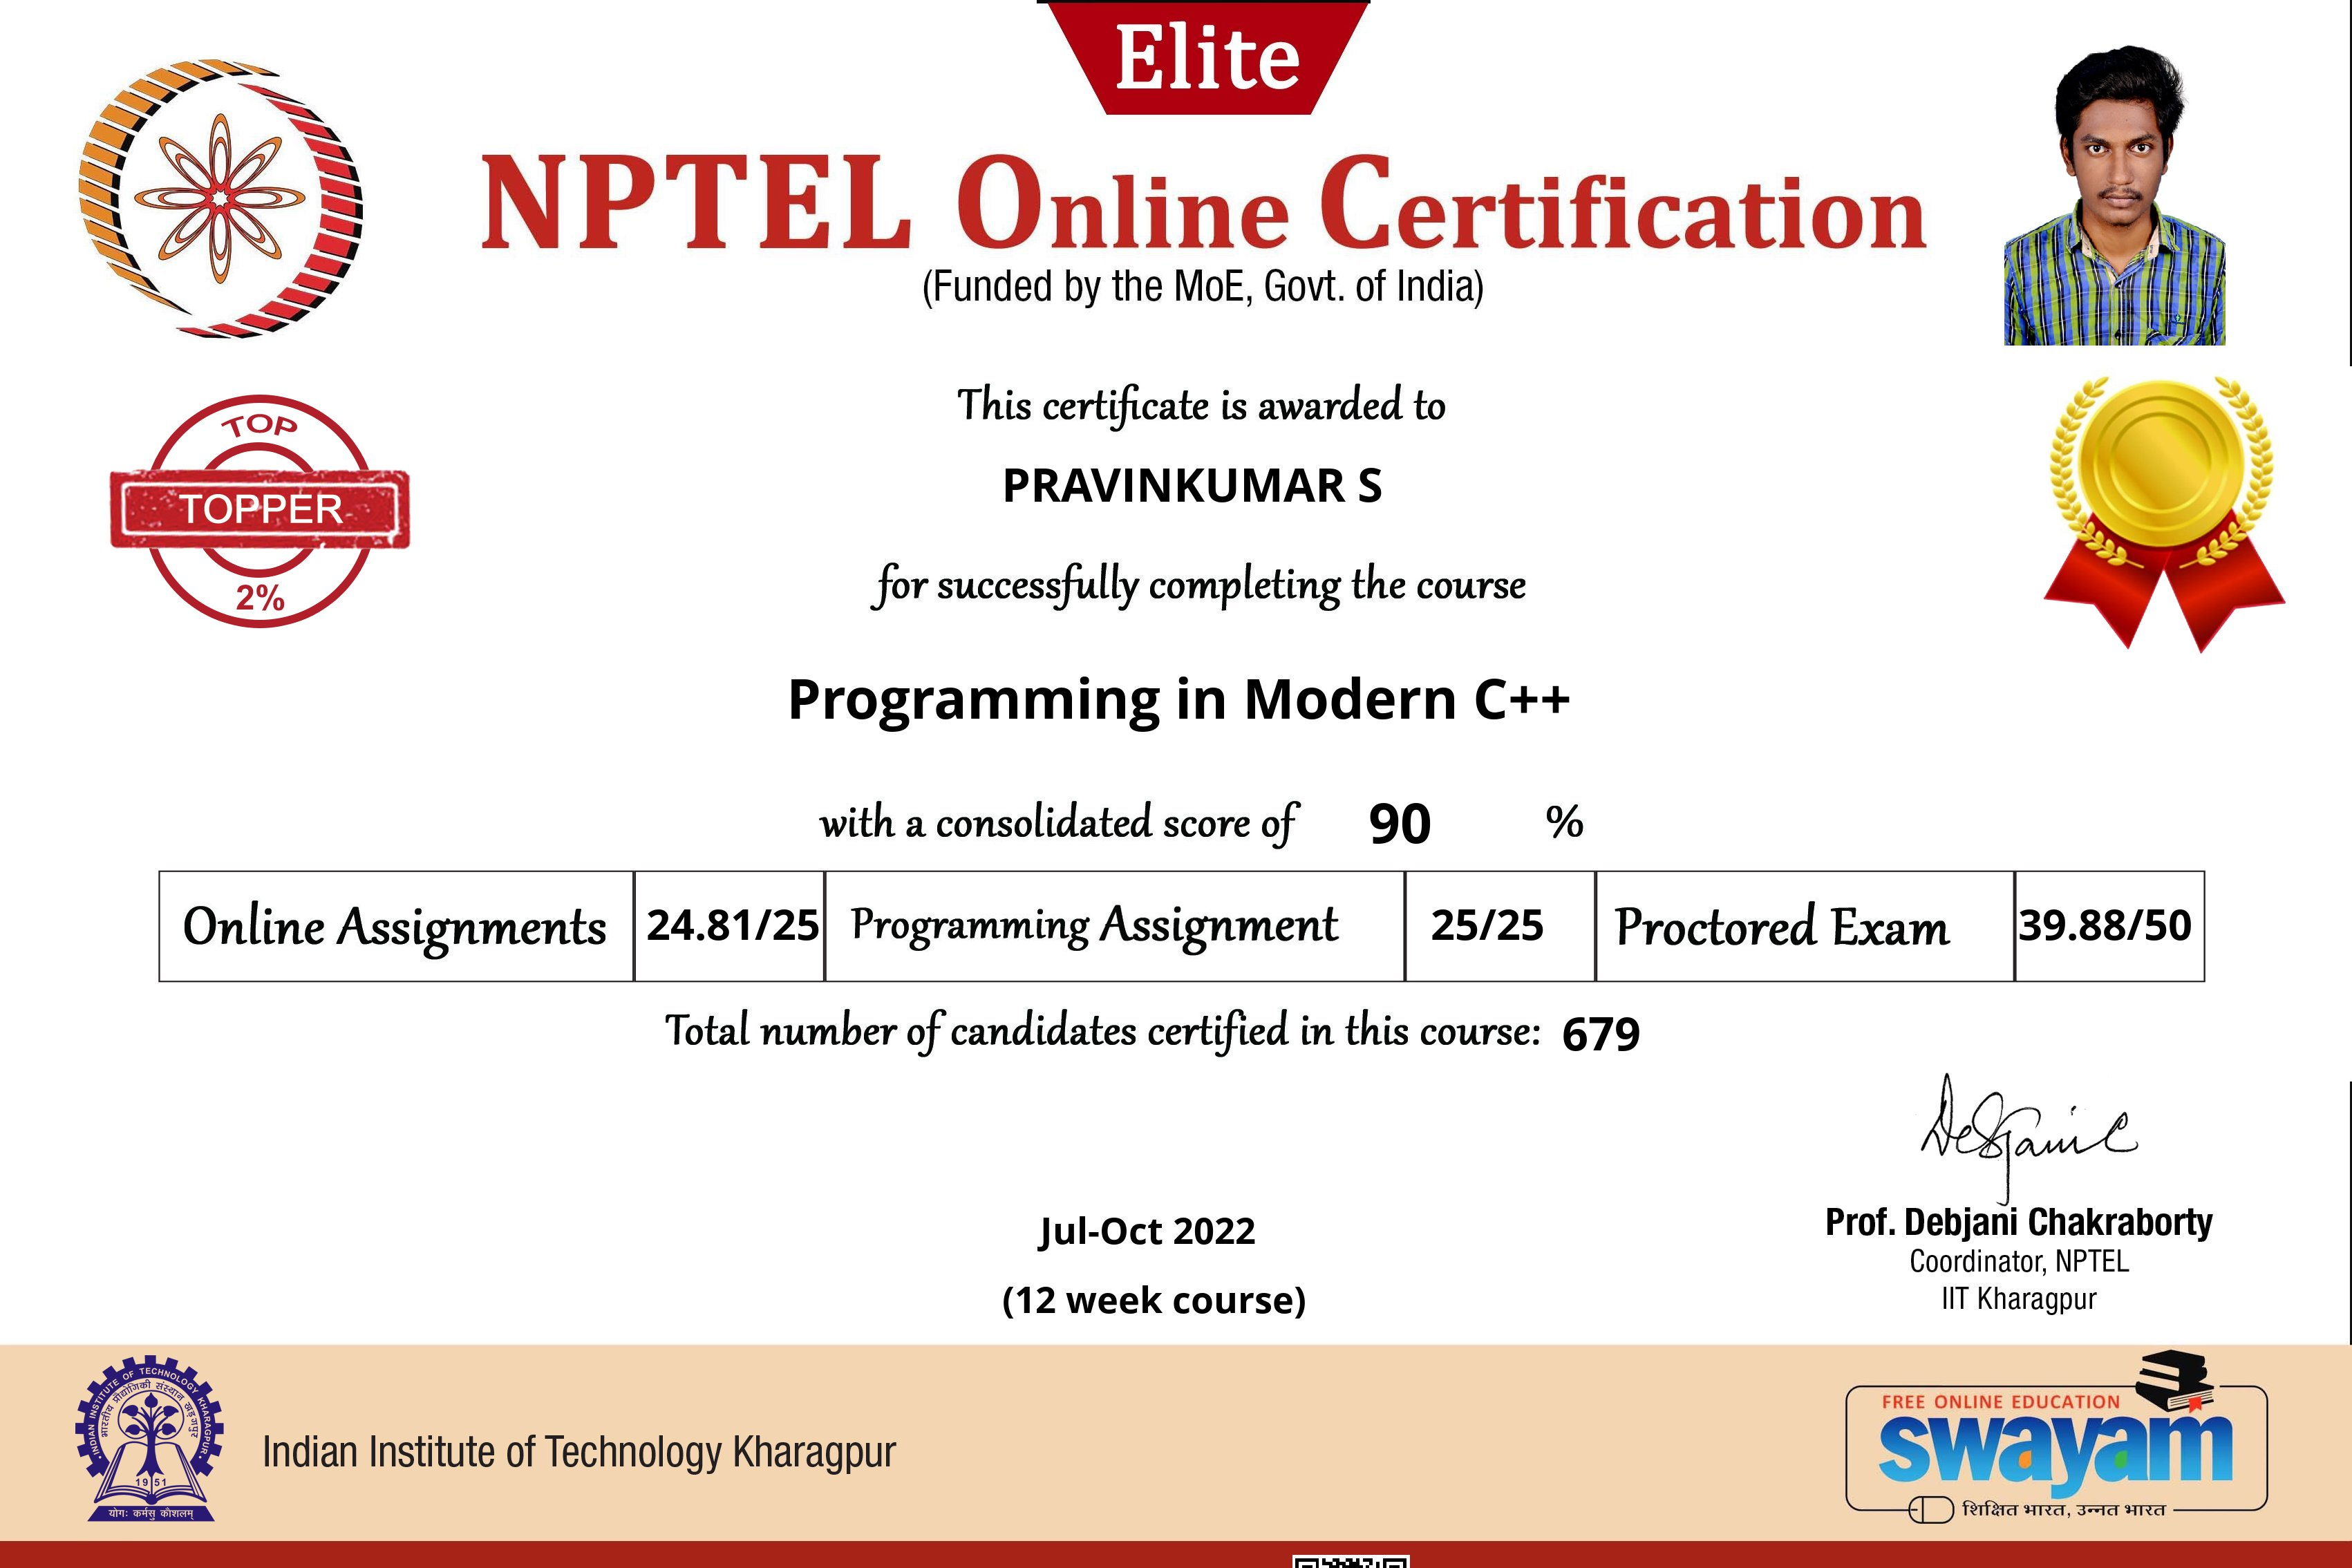 Elite
NPTEL Online Certification
(Funded by the MoE, Govt. of India)
This certificate is awarded to
TOP
TOPPER
2%
PRAVINKUMAR S
for successfully completing the course
Programming in Modern C++
with a consolidated score of 90 %
Online Assignments 24.81/25 Programming Assignment 25/25 Proctored Exam 39.88/50
Total number of candidates certified in this course: 679
Debjani C
Jul-Oct 2022
(12 week course)
Prof. Debjani Chakraborty
Coordinator, NPTEL
IIT Kharagpur
INDIAN INSTITUTE OF TECHNOLOGY KHARAGPUR
भारतीय प्रौद्योगिकी संस्थान खड़गपुर
1951
योगः कर्मसु कौशलम्
Indian Institute of Technology Kharagpur
FREE ONLINE EDUCATION
swayam
शिक्षित भारत, उन्नत भारत